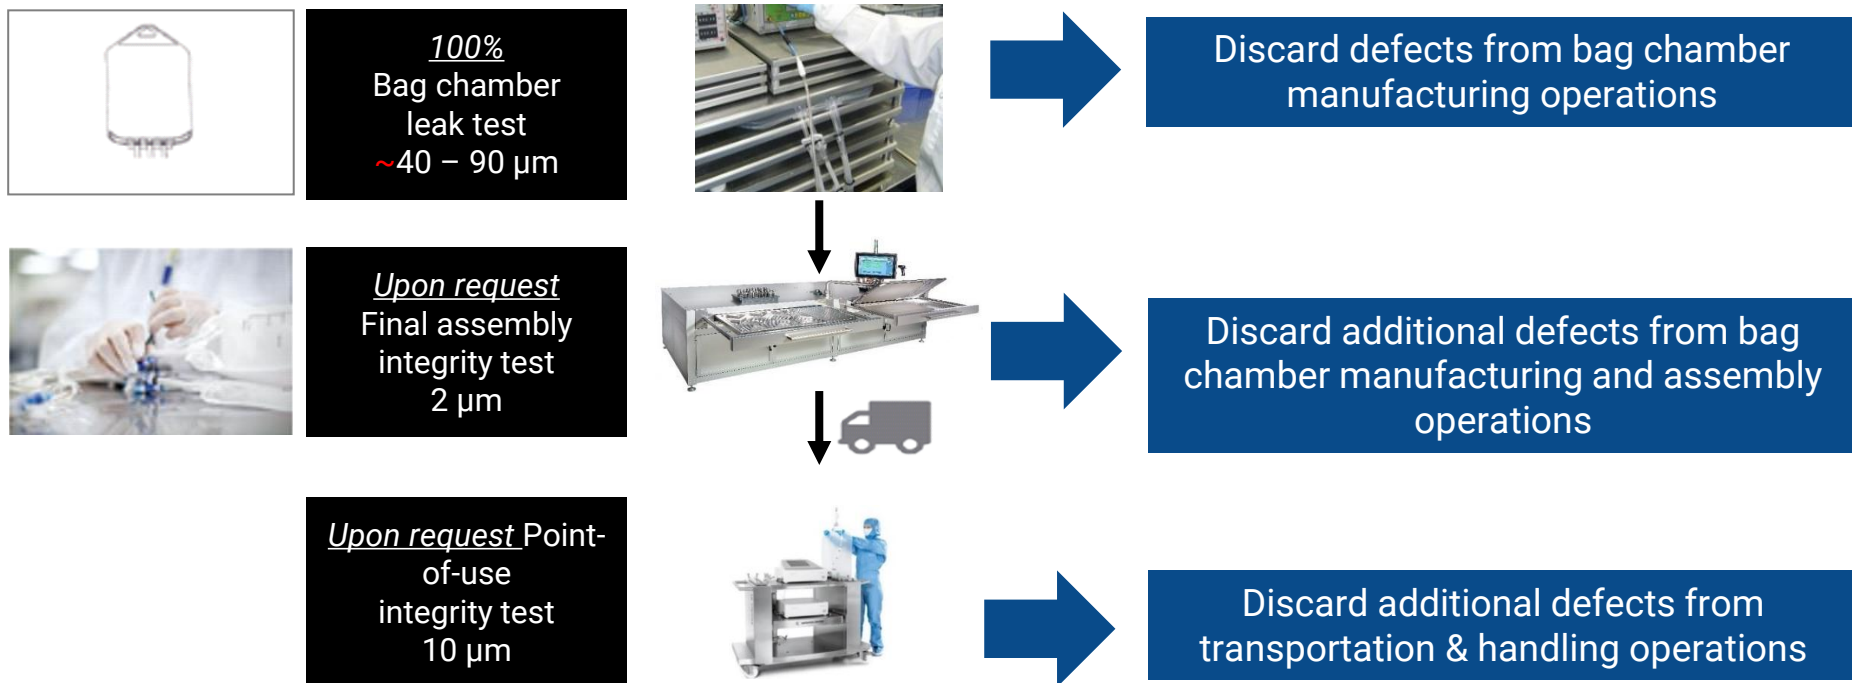 100%
Bag chamber
leak test
~40 – 90 µm
Discard defects from bag chamber
manufacturing operations
Upon request
Final assembly
integrity test
2 µm
Discard additional defects from bag
chamber manufacturing and assembly
operations
Upon request Point-
of-use
integrity test
10 µm
Discard additional defects from
transportation & handling operations